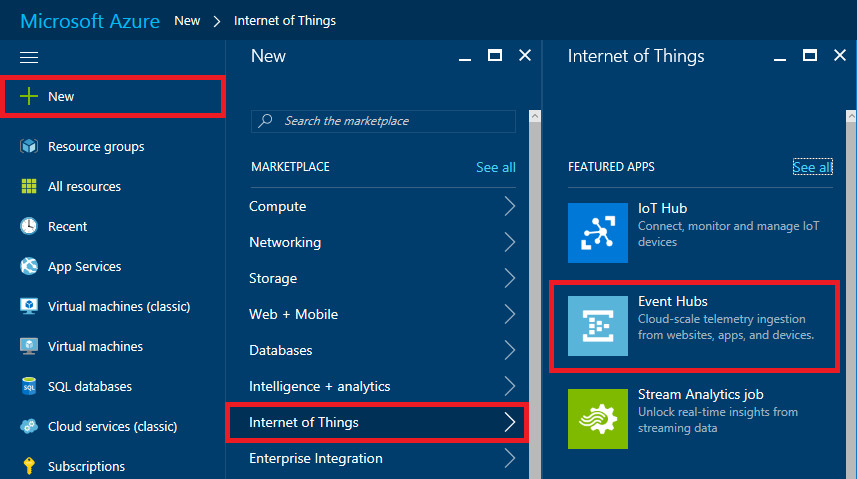 Microsoft Azure New > Internet of Things
New
Resource groups
All resources
Recent
App Services
Virtual machines (classic)
Virtual machines
SQL databases
Cloud services (classic)
Subscriptions
New
Search the marketplace
MARKETPLACE See all
Compute
Networking
Storage
Web + Mobile
Databases
Intelligence + analytics
Internet of Things
Enterprise Integration
Internet of Things
FEATURED APPS See all
IoT Hub
Connect, monitor and manage IoT
devices
Event Hubs
Cloud-scale telemetry ingestion
from websites, apps, and devices.
Stream Analytics job
Unlock real-time insights from
streaming data